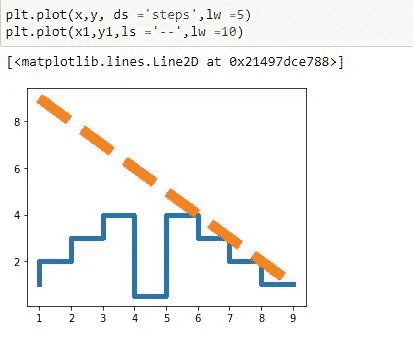 plt.plot(x,y, ds ='steps',lw =5)
plt.plot(x1,y1,ls ='--',lw =10)
[<matplotlib.lines.Line2D at 0x21497dce788>]
8
6
4
2
1 2 3 4 5 6 7 8 9